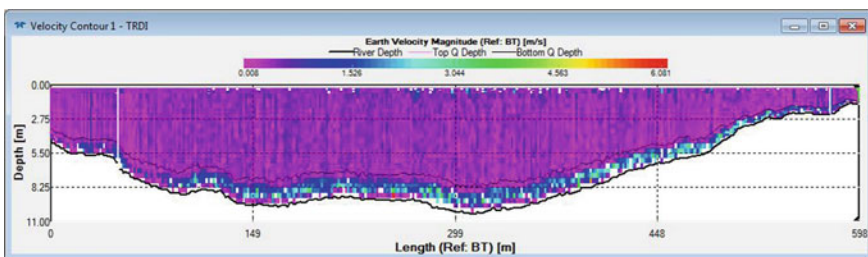 Velocity Contour 1 - TRDI
Earth Velocity Magnitude (Ref: BT) [m/s]
River Depth Top Q Depth Bottom Q Depth
0.008 1.526 3.044 4.563 6.081
0.00
2.75
5.50
8.25
11.00
Depth [m]
0 149 299 448 598
Length (Ref: BT) [m]